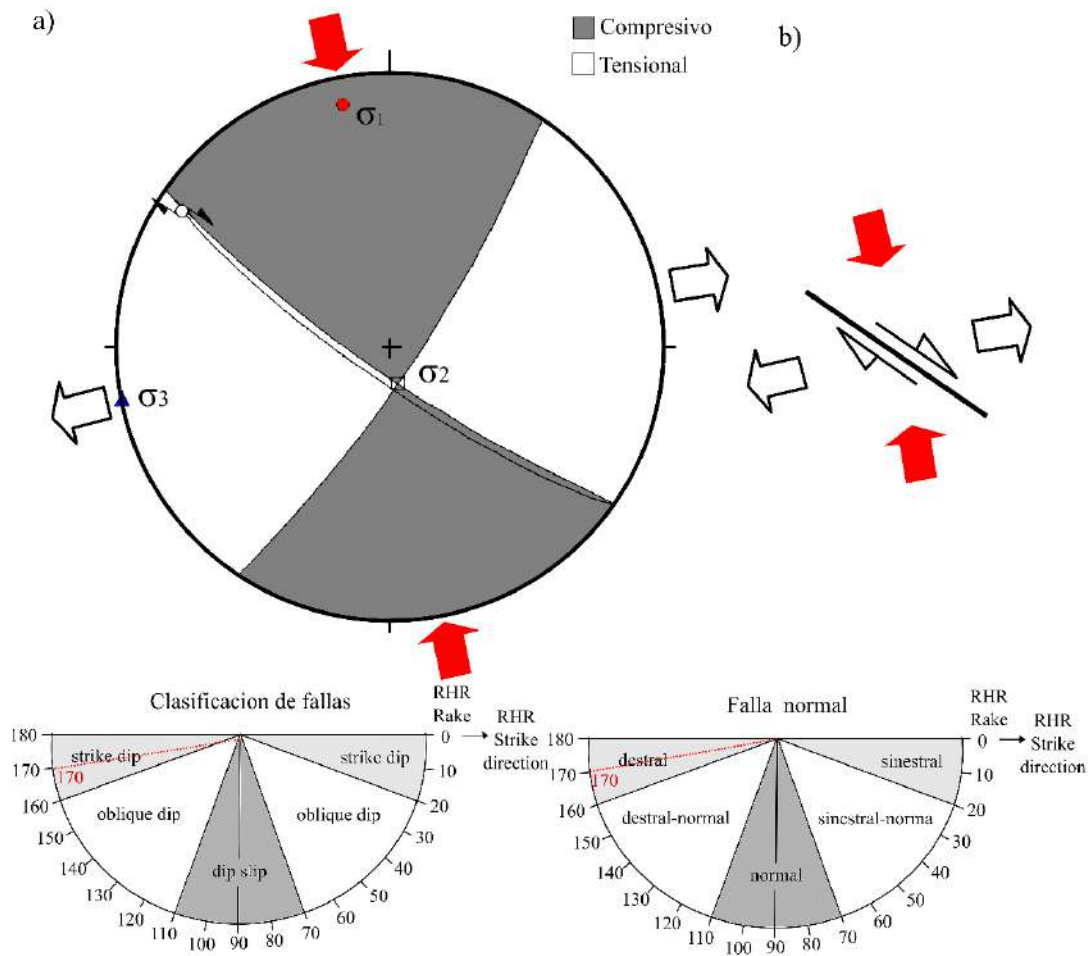 a)
Compresivo
Tensional
b)
σ1
σ2
σ3
Clasificacion de fallas
RHR
Rake
RHR
Strike
direction
180
170
160
150
140
130
120
110
100
90
80
70
60
50
40
30
20
10
0
strike dip
170
strike dip
oblique dip
oblique dip
dip slip
Falla normal
RHR
Rake
RHR
Strike
direction
180
170
160
150
140
130
120
110
100
90
80
70
60
50
40
30
20
10
0
destral
170
sinestral
destral-normal
sinestral-norma
normal